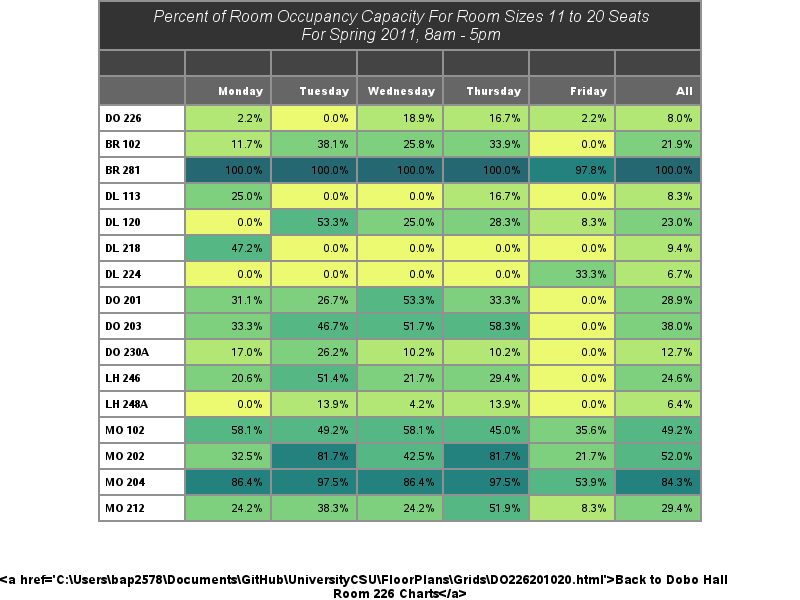 Percent of Room Occupancy Capacity For Room Sizes 11 to 20 Seats
For Spring 2011, 8am - 5pm
Monday Tuesday Wednesday Thursday Friday All
DO 226 2.2% 0.0% 18.9% 16.7% 2.2% 8.0%
BR 102 11.7% 38.1% 25.8% 33.9% 0.0% 21.9%
BR 281 100.0% 100.0% 100.0% 100.0% 97.8% 100.0%
DL 113 25.0% 0.0% 0.0% 16.7% 0.0% 8.3%
DL 120 0.0% 53.3% 25.0% 28.3% 8.3% 23.0%
DL 218 47.2% 0.0% 0.0% 0.0% 0.0% 9.4%
DL 224 0.0% 0.0% 0.0% 0.0% 33.3% 6.7%
DO 201 31.1% 26.7% 53.3% 33.3% 0.0% 28.9%
DO 203 33.3% 46.7% 51.7% 58.3% 0.0% 38.0%
DO 230A 17.0% 26.2% 10.2% 10.2% 0.0% 12.7%
LH 246 20.6% 51.4% 21.7% 29.4% 0.0% 24.6%
LH 248A 0.0% 13.9% 4.2% 13.9% 0.0% 6.4%
MO 102 58.1% 49.2% 58.1% 45.0% 35.6% 49.2%
MO 202 32.5% 81.7% 42.5% 81.7% 21.7% 52.0%
MO 204 86.4% 97.5% 86.4% 97.5% 53.9% 84.3%
MO 212 24.2% 38.3% 24.2% 51.9% 8.3% 29.4%
<a href='C:\Users\bap2578\Documents\GitHub\UniversityCSU\FloorPlans\Grids\DO226201020.html'>Back to Dobo Hall
Room 226 Charts</a>